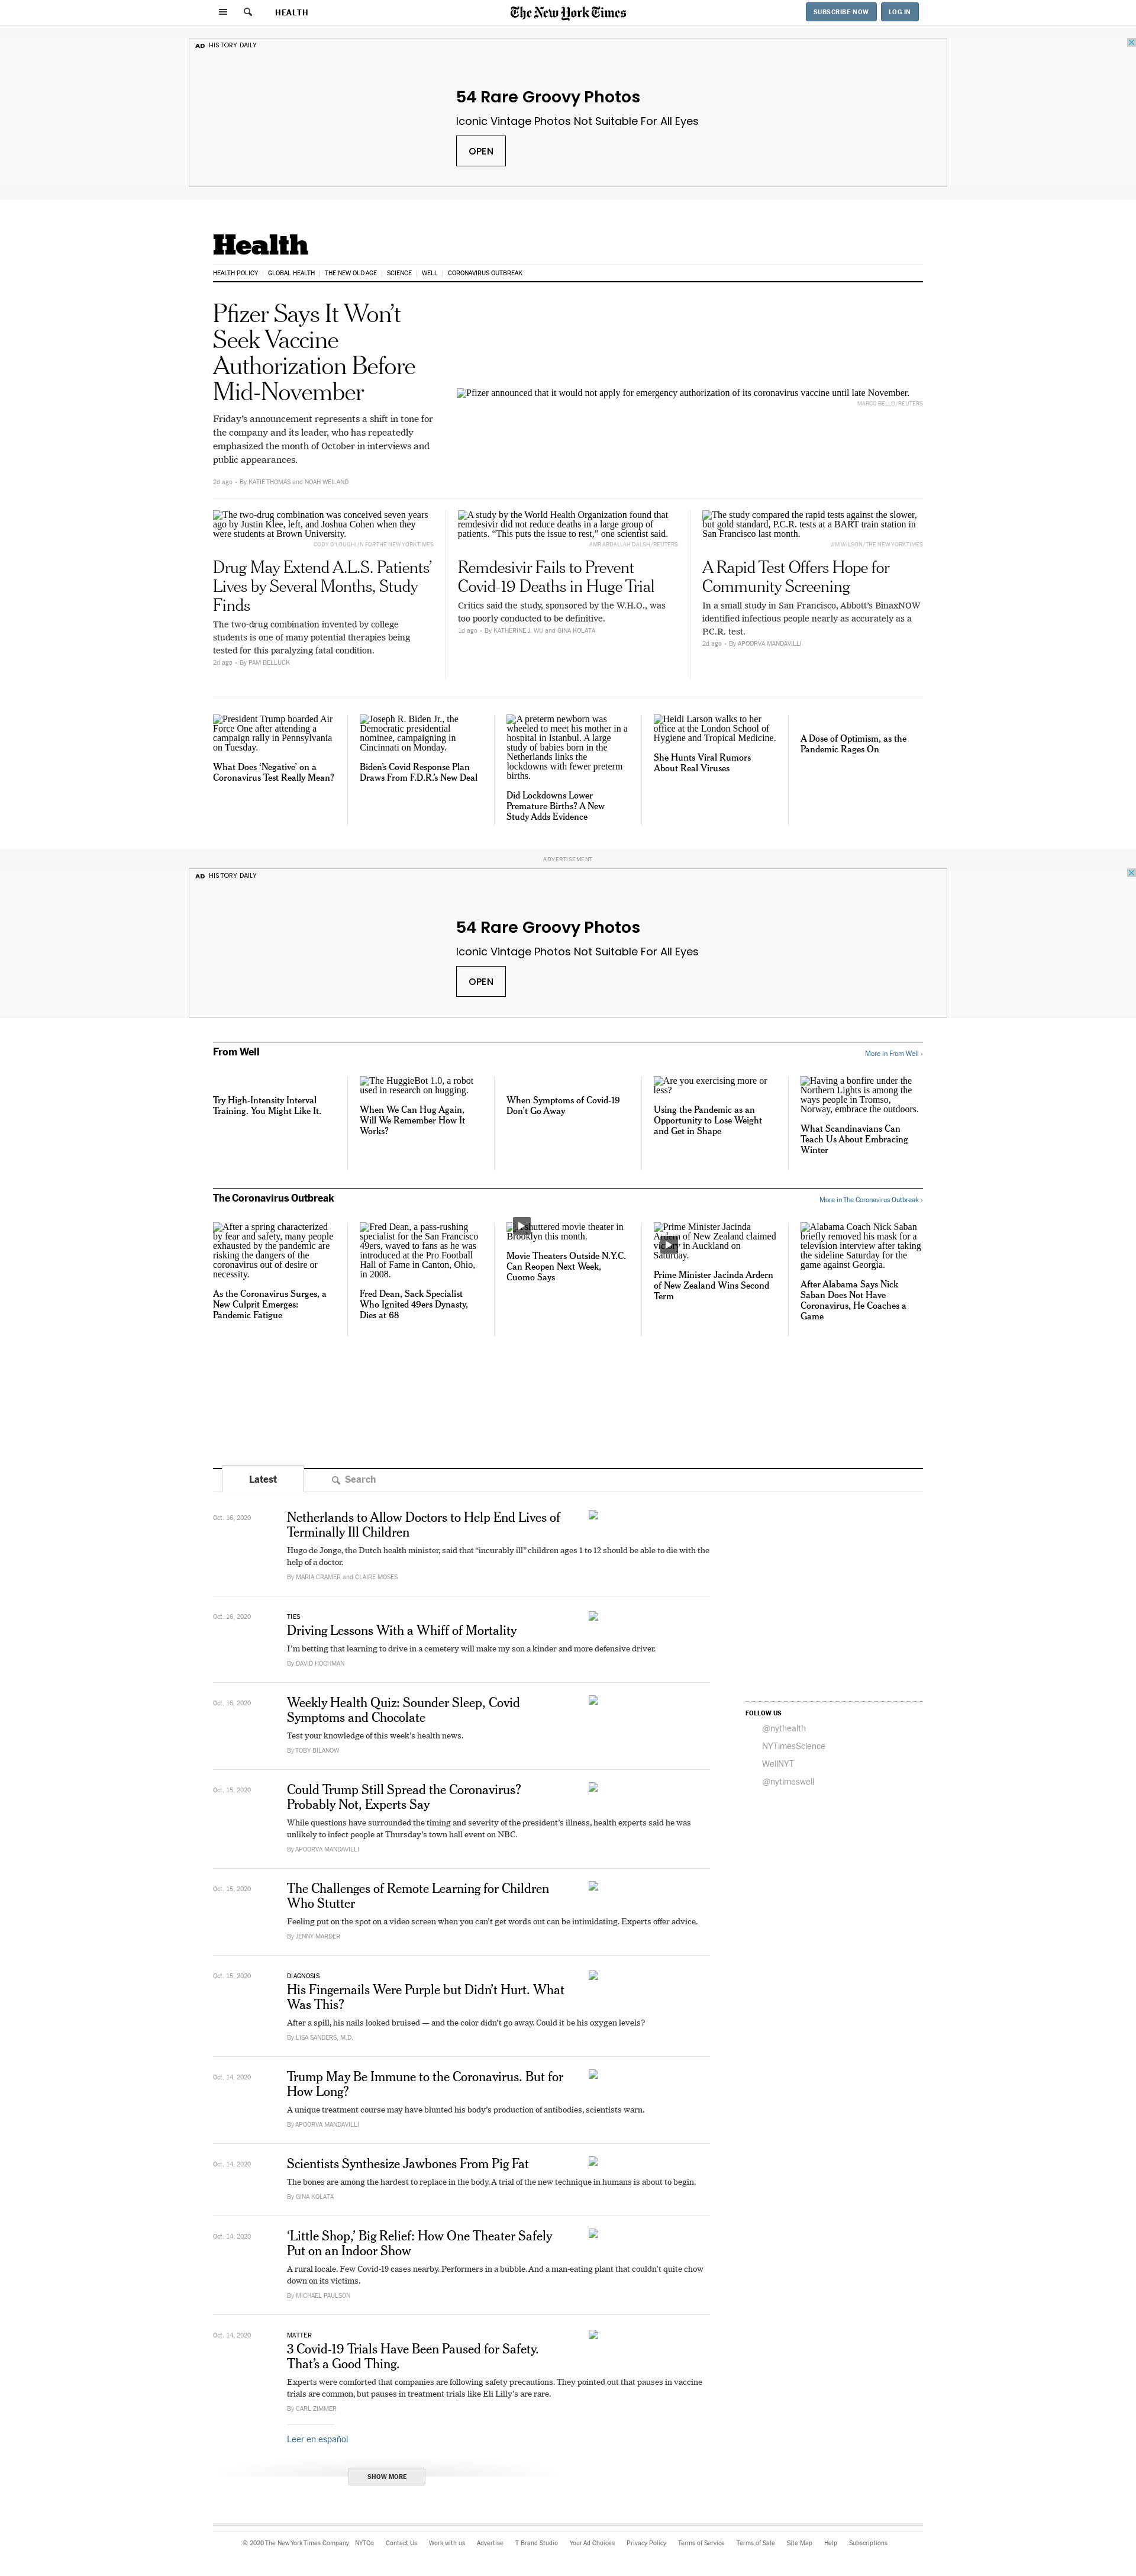 HEALTH
The New York Times
SUBSCRIBE NOW
LOG IN
AD HISTORY DAILY
54 Rare Groovy Photos
Iconic Vintage Photos Not Suitable For All Eyes
OPEN
Health
HEALTH POLICY | GLOBAL HEALTH | THE NEW OLD AGE | SCIENCE | WELL | CORONAVIRUS OUTBREAK
Pfizer Says It Won’t
Seek Vaccine
Authorization Before
Mid-November
Friday’s announcement represents a shift in tone for
the company and its leader, who has repeatedly
emphasized the month of October in interviews and
public appearances.
2d ago - By KATIE THOMAS and NOAH WEILAND
Pfizer announced that it would not apply for emergency authorization of its coronavirus vaccine until late November.
MARCO BELLO/REUTERS
The two-drug combination was conceived seven years
ago by Justin Klee, left, and Joshua Cohen when they
were students at Brown University.
CODY O'LOUGHLIN FOR THE NEW YORK TIMES
Drug May Extend A.L.S. Patients’
Lives by Several Months, Study
Finds
The two-drug combination invented by college
students is one of many potential therapies being
tested for this paralyzing fatal condition.
2d ago - By PAM BELLUCK
A study by the World Health Organization found that
remdesivir did not reduce deaths in a large group of
patients. “This puts the issue to rest,” one scientist said.
AMR ABDALLAH DALSH/REUTERS
Remdesivir Fails to Prevent
Covid-19 Deaths in Huge Trial
Critics said the study, sponsored by the W.H.O., was
too poorly conducted to be definitive.
1d ago - By KATHERINE J. WU and GINA KOLATA
The study compared the rapid tests against the slower,
but gold standard, P.C.R. tests at a BART train station in
San Francisco last month.
JIM WILSON/THE NEW YORK TIMES
A Rapid Test Offers Hope for
Community Screening
In a small study in San Francisco, Abbott’s BinaxNOW
identified infectious people nearly as accurately as a
P.C.R. test.
2d ago - By APOORVA MANDAVILLI
President Trump boarded Air
Force One after attending a
campaign rally in Pennsylvania
on Tuesday.
What Does ‘Negative’ on a
Coronavirus Test Really Mean?
Joseph R. Biden Jr., the
Democratic presidential
nominee, campaigning in
Cincinnati on Monday.
Biden’s Covid Response Plan
Draws From F.D.R.’s New Deal
A preterm newborn was
wheeled to meet his mother in a
hospital in Istanbul. A large
study of babies born in the
Netherlands links the
lockdowns with fewer preterm
births.
Did Lockdowns Lower
Premature Births? A New
Study Adds Evidence
Heidi Larson walks to her
office at the London School of
Hygiene and Tropical Medicine.
She Hunts Viral Rumors
About Real Viruses
A Dose of Optimism, as the
Pandemic Rages On
ADVERTISEMENT
AD HISTORY DAILY
54 Rare Groovy Photos
Iconic Vintage Photos Not Suitable For All Eyes
OPEN
From Well
More in From Well ›
Try High-Intensity Interval
Training. You Might Like It.
The HuggieBot 1.0, a robot
used in research on hugging.
When We Can Hug Again,
Will We Remember How It
Works?
When Symptoms of Covid-19
Don’t Go Away
Are you exercising more or
less?
Using the Pandemic as an
Opportunity to Lose Weight
and Get in Shape
Having a bonfire under the
Northern Lights is among the
ways people in Tromso,
Norway, embrace the outdoors.
What Scandinavians Can
Teach Us About Embracing
Winter
The Coronavirus Outbreak
More in The Coronavirus Outbreak ›
After a spring characterized
by fear and safety, many people
exhausted by the pandemic are
risking the dangers of the
coronavirus out of desire or
necessity.
As the Coronavirus Surges, a
New Culprit Emerges:
Pandemic Fatigue
Fred Dean, a pass-rushing
specialist for the San Francisco
49ers, waved to fans as he was
introduced at the Pro Football
Hall of Fame in Canton, Ohio,
in 2008.
Fred Dean, Sack Specialist
Who Ignited 49ers Dynasty,
Dies at 68
shuttered movie theater in
Brooklyn this month.
Movie Theaters Outside N.Y.C.
Can Reopen Next Week,
Cuomo Says
Prime Minister Jacinda
of New Zealand claimed
in Auckland on
Saturday.
Prime Minister Jacinda Ardern
of New Zealand Wins Second
Term
Alabama Coach Nick Saban
briefly removed his mask for a
television interview after taking
the sideline Saturday for the
game against Georgia.
After Alabama Says Nick
Saban Does Not Have
Coronavirus, He Coaches a
Game
Latest
Search
Oct. 16, 2020
Netherlands to Allow Doctors to Help End Lives of
Terminally Ill Children
Hugo de Jonge, the Dutch health minister, said that “incurably ill” children ages 1 to 12 should be able to die with the
help of a doctor.
By MARIA CRAMER and CLAIRE MOSES
Oct. 16, 2020
TIES
Driving Lessons With a Whiff of Mortality
I’m betting that learning to drive in a cemetery will make my son a kinder and more defensive driver.
By DAVID HOCHMAN
Oct. 16, 2020
Weekly Health Quiz: Sounder Sleep, Covid
Symptoms and Chocolate
Test your knowledge of this week’s health news.
By TOBY BILANOW
FOLLOW US
@nythealth
NYTimesScience
WellNYT
@nytimeswell
Oct. 15, 2020
Could Trump Still Spread the Coronavirus?
Probably Not, Experts Say
While questions have surrounded the timing and severity of the president’s illness, health experts said he was
unlikely to infect people at Thursday’s town hall event on NBC.
By APOORVA MANDAVILLI
Oct. 15, 2020
The Challenges of Remote Learning for Children
Who Stutter
Feeling put on the spot on a video screen when you can’t get words out can be intimidating. Experts offer advice.
By JENNY MARDER
Oct. 15, 2020
DIAGNOSIS
His Fingernails Were Purple but Didn’t Hurt. What
Was This?
After a spill, his nails looked bruised — and the color didn’t go away. Could it be his oxygen levels?
By LISA SANDERS, M.D.
Oct. 14, 2020
Trump May Be Immune to the Coronavirus. But for
How Long?
A unique treatment course may have blunted his body’s production of antibodies, scientists warn.
By APOORVA MANDAVILLI
Oct. 14, 2020
Scientists Synthesize Jawbones From Pig Fat
The bones are among the hardest to replace in the body. A trial of the new technique in humans is about to begin.
By GINA KOLATA
Oct. 14, 2020
‘Little Shop,’ Big Relief: How One Theater Safely
Put on an Indoor Show
A rural locale. Few Covid-19 cases nearby. Performers in a bubble. And a man-eating plant that couldn’t quite chow
down on its victims.
By MICHAEL PAULSON
Oct. 14, 2020
MATTER
3 Covid-19 Trials Have Been Paused for Safety.
That’s a Good Thing.
Experts were comforted that companies are following safety precautions. They pointed out that pauses in vaccine
trials are common, but pauses in treatment trials like Eli Lilly’s are rare.
By CARL ZIMMER
Leer en español
SHOW MORE
© 2020 The New York Times Company NYTCo Contact Us Work with us Advertise T Brand Studio Your Ad Choices Privacy Policy Terms of Service Terms of Sale Site Map Help Subscriptions